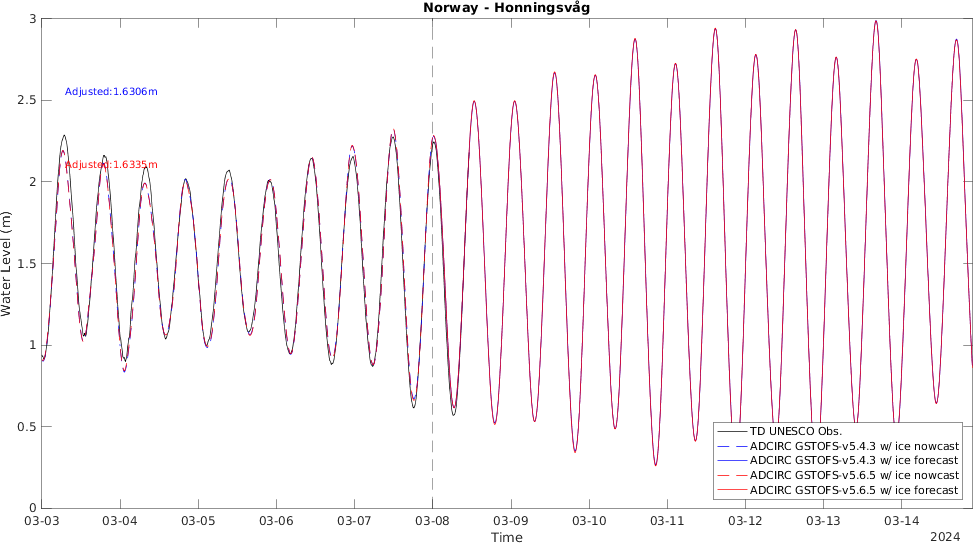 Norway - Honningsvåg
3
2.5
2
1.5
1
0.5
0
Water Level (m)
Adjusted:1.6306m
Adjusted:1.6335m
TD UNESCO Obs.
ADCIRC GSTOFS-v5.4.3 w/ ice nowcast
ADCIRC GSTOFS-v5.4.3 w/ ice forecast
ADCIRC GSTOFS-v5.6.5 w/ ice nowcast
ADCIRC GSTOFS-v5.6.5 w/ ice forecast
03-03 03-04 03-05 03-06 03-07 03-08 03-09 03-10 03-11 03-12 03-13 03-14
Time
2024